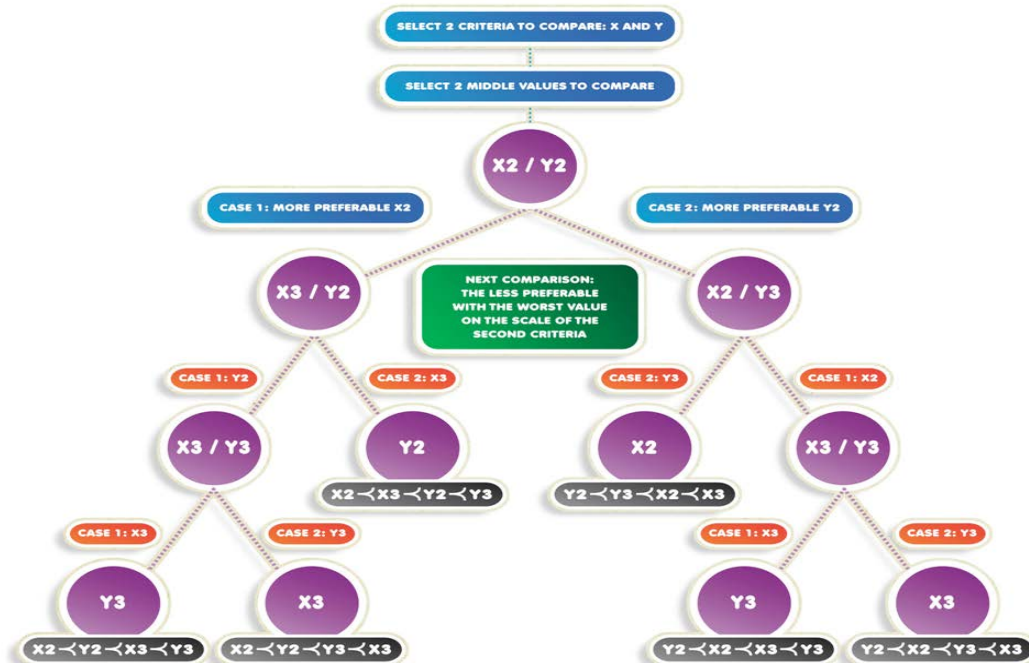 SELECT 2 CRITERIA TO COMPARE: X AND Y
SELECT 2 MIDDLE VALUES TO COMPARE
X2 / Y2
CASE 1: MORE PREFERABLE X2
CASE 2: MORE PREFERABLE Y2
X3 / Y2
NEXT COMPARISON:
THE LESS PREFERABLE
WITH THE WORST VALUE
ON THE SCALE OF THE
SECOND CRITERIA
X2 / Y3
CASE 1: Y2
CASE 2: X3
CASE 2: Y3
CASE 1: X2
X3 / Y3
Y2
X2
X3 / Y3
X2≺X3≺Y2≺Y3
Y2≺Y3≺X2≺X3
CASE 1: X3
CASE 2: Y3
CASE 1: X3
CASE 2: Y3
Y3
X3
Y3
X3
X2≺Y2≺X3≺Y3
X2≺Y2≺Y3≺X3
Y2≺X2≺X3≺Y3
Y2≺X2≺Y3≺X3